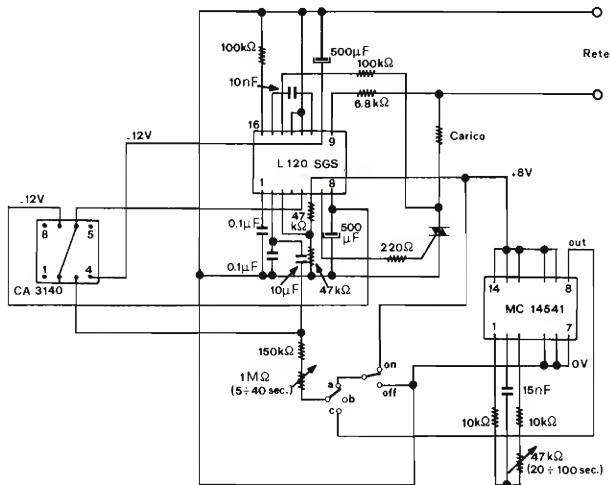 100kΩ
500µF
100kΩ
Rete
10nF
6.8kΩ
16
9
Carico
-12V
L120 SGS
+8V
-12V
1
8
47
kΩ
500
µF
0.1µF
8
5
220Ω
out
1
4
14
8
0.1µF
10µF
47kΩ
CA 3140
MC 14541
1
7
150kΩ
on
0V
1MΩ
(5÷40 sec.)
a
b
c
off
15nF
10kΩ
10kΩ
47kΩ
(20÷100 sec.)